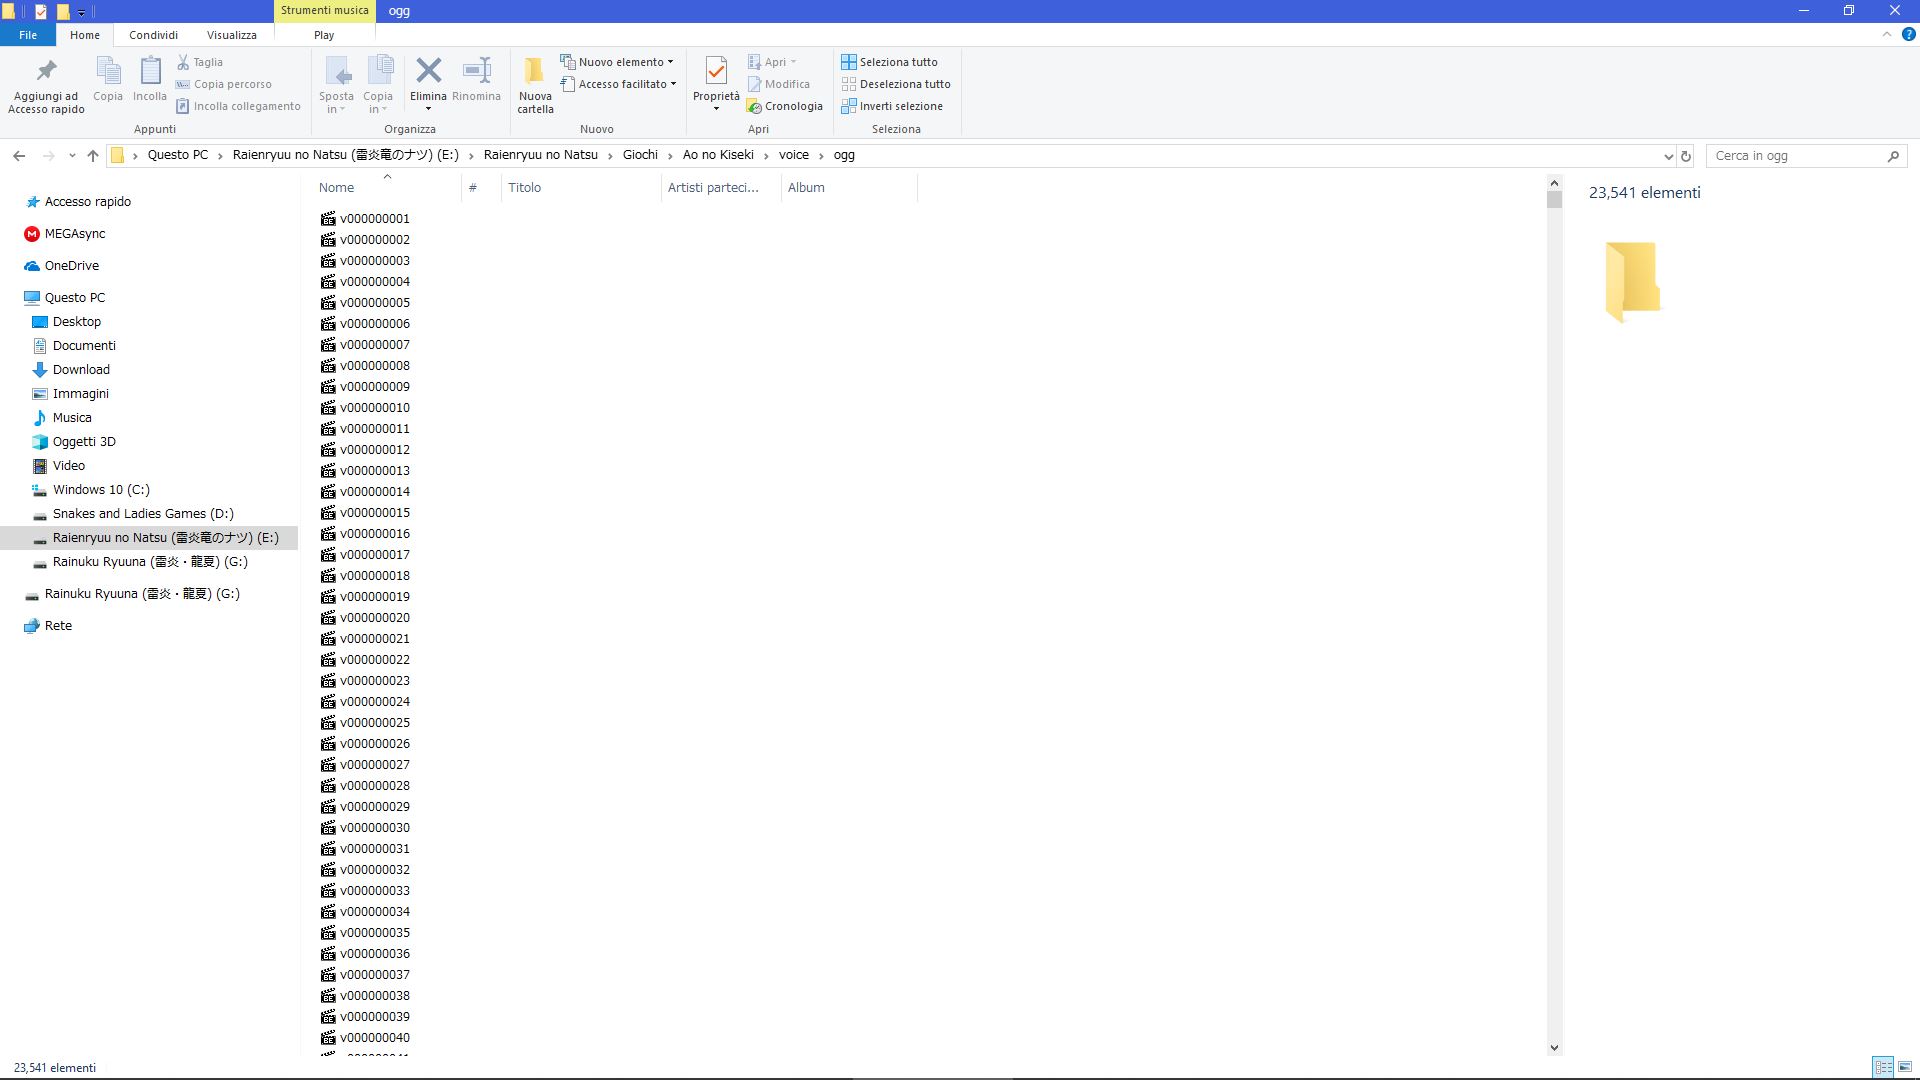 Strumenti musica ogg
File Home Condividi Visualizza Play
Aggiungi ad Accesso rapido
Copia
Incolla
Taglia
Copia percorso
Incolla collegamento
Appunti
Sposta in
Copia in
Elimina
Rinomina
Organizza
Nuova cartella
Nuovo elemento
Accesso facilitato
Nuovo
Proprietà
Apri
Modifica
Cronologia
Apri
Seleziona tutto
Deseleziona tutto
Inverti selezione
Seleziona
Questo PC › Raienryuu no Natsu (雷炎竜のナツ) (E:) › Raienryuu no Natsu › Giochi › Ao no Kiseki › voice › ogg
Cerca in ogg
Accesso rapido
MEGAsync
OneDrive
Questo PC
Desktop
Documenti
Download
Immagini
Musica
Oggetti 3D
Video
Windows 10 (C:)
Snakes and Ladies Games (D:)
Raienryuu no Natsu (雷炎竜のナツ) (E:)
Rainuku Ryuuna (雷炎・龍夏) (G:)
Rainuku Ryuuna (雷炎・龍夏) (G:)
Rete
Nome # Titolo Artisti parteci... Album
v000000001
v000000002
v000000003
v000000004
v000000005
v000000006
v000000007
v000000008
v000000009
v000000010
v000000011
v000000012
v000000013
v000000014
v000000015
v000000016
v000000017
v000000018
v000000019
v000000020
v000000021
v000000022
v000000023
v000000024
v000000025
v000000026
v000000027
v000000028
v000000029
v000000030
v000000031
v000000032
v000000033
v000000034
v000000035
v000000036
v000000037
v000000038
v000000039
v000000040
23,541 elementi
23,541 elementi